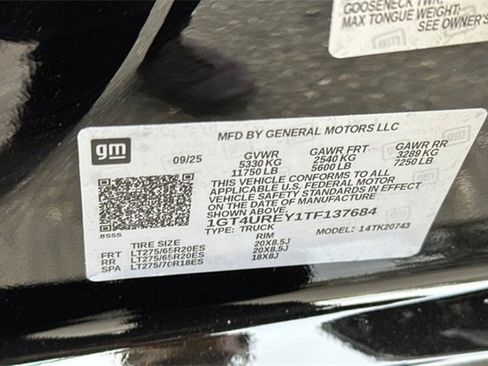 GOOSENECK TWR:
MAX TONGUE WEIGHT:
SEE OWNER'S
gm
MFD BY GENERAL MOTORS LLC
09/25
GVWR GAWR FRT GAWR RR
5330 KG 2540 KG 3289 KG
11750 LB 5600 LB 7250 LB
THIS VEHICLE CONFORMS TO ALL
APPLICABLE U.S. FEDERAL MOTOR
VEHICLE SAFETY STANDARDS IN EFFECT
ON THE DATE OF MANUFACTURE SHOWN ABOVE.
1GT4UREY1TF137684
TYPE: TRUCK MODEL: 14TK20743
8555
TIRE SIZE RIM
FRT LT275/65R20ES 20X8.5J
RR LT275/65R20ES 20X8.5J
SPA LT275/70R18ES 18X8J